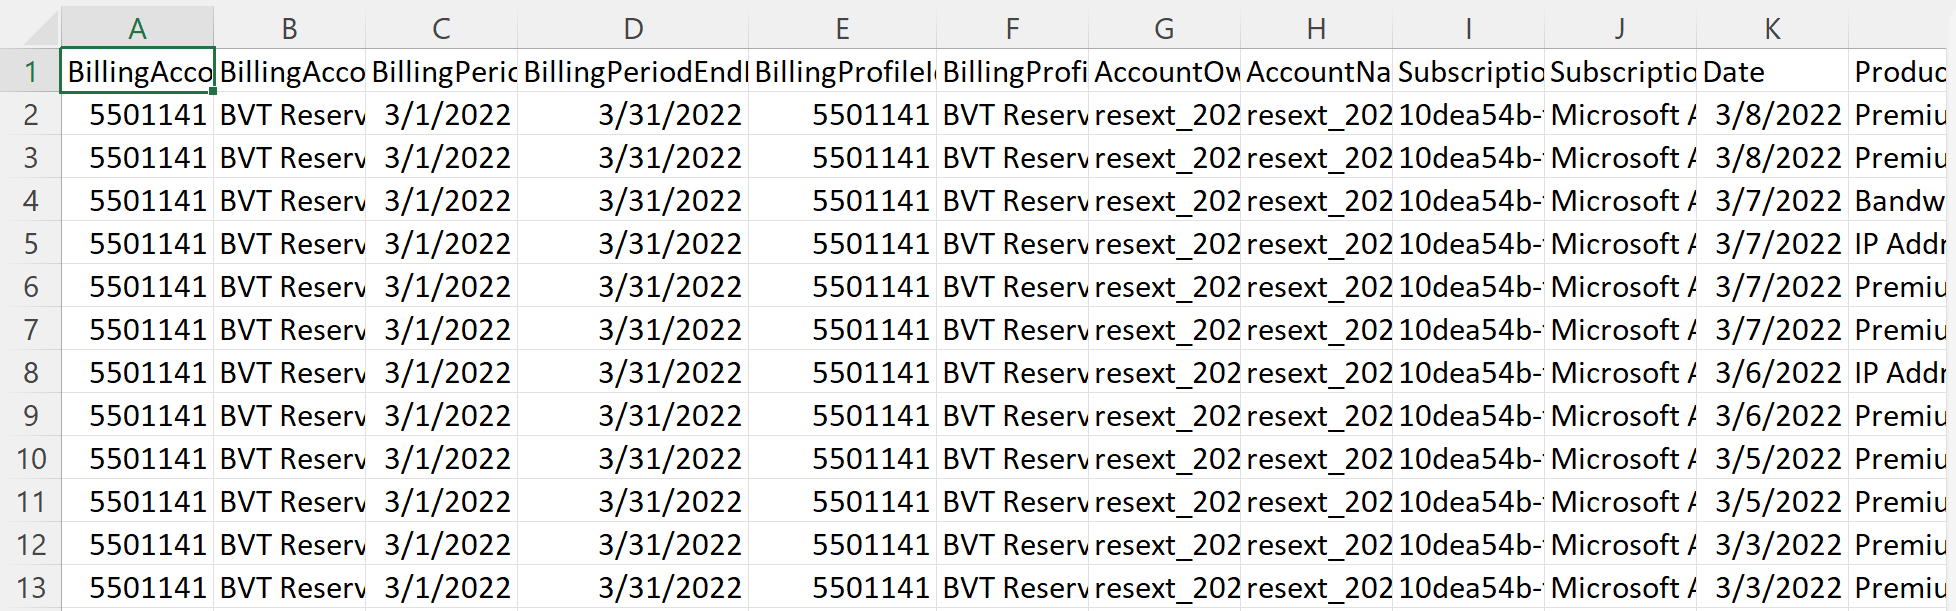 A B C D E F G H I J K
1 BillingAcco BillingAcco BillingPeric BillingPeriodEndI BillingProfileI BillingProfi AccountOw AccountNa Subscriptio Subscriptio Date Produc
2 5501141 BVT Reserv 3/1/2022 3/31/2022 5501141 BVT Reserv resext_202 resext_202 10dea54b- Microsoft A 3/8/2022 Premiu
3 5501141 BVT Reserv 3/1/2022 3/31/2022 5501141 BVT Reserv resext_202 resext_202 10dea54b- Microsoft A 3/8/2022 Premiu
4 5501141 BVT Reserv 3/1/2022 3/31/2022 5501141 BVT Reserv resext_202 resext_202 10dea54b- Microsoft A 3/7/2022 Bandw
5 5501141 BVT Reserv 3/1/2022 3/31/2022 5501141 BVT Reserv resext_202 resext_202 10dea54b- Microsoft A 3/7/2022 IP Addr
6 5501141 BVT Reserv 3/1/2022 3/31/2022 5501141 BVT Reserv resext_202 resext_202 10dea54b- Microsoft A 3/7/2022 Premiu
7 5501141 BVT Reserv 3/1/2022 3/31/2022 5501141 BVT Reserv resext_202 resext_202 10dea54b- Microsoft A 3/7/2022 Premiu
8 5501141 BVT Reserv 3/1/2022 3/31/2022 5501141 BVT Reserv resext_202 resext_202 10dea54b- Microsoft A 3/6/2022 IP Addr
9 5501141 BVT Reserv 3/1/2022 3/31/2022 5501141 BVT Reserv resext_202 resext_202 10dea54b- Microsoft A 3/6/2022 Premiu
10 5501141 BVT Reserv 3/1/2022 3/31/2022 5501141 BVT Reserv resext_202 resext_202 10dea54b- Microsoft A 3/5/2022 Premiu
11 5501141 BVT Reserv 3/1/2022 3/31/2022 5501141 BVT Reserv resext_202 resext_202 10dea54b- Microsoft A 3/5/2022 Premiu
12 5501141 BVT Reserv 3/1/2022 3/31/2022 5501141 BVT Reserv resext_202 resext_202 10dea54b- Microsoft A 3/3/2022 Premiu
13 5501141 BVT Reserv 3/1/2022 3/31/2022 5501141 BVT Reserv resext_202 resext_202 10dea54b- Microsoft A 3/3/2022 Premiu